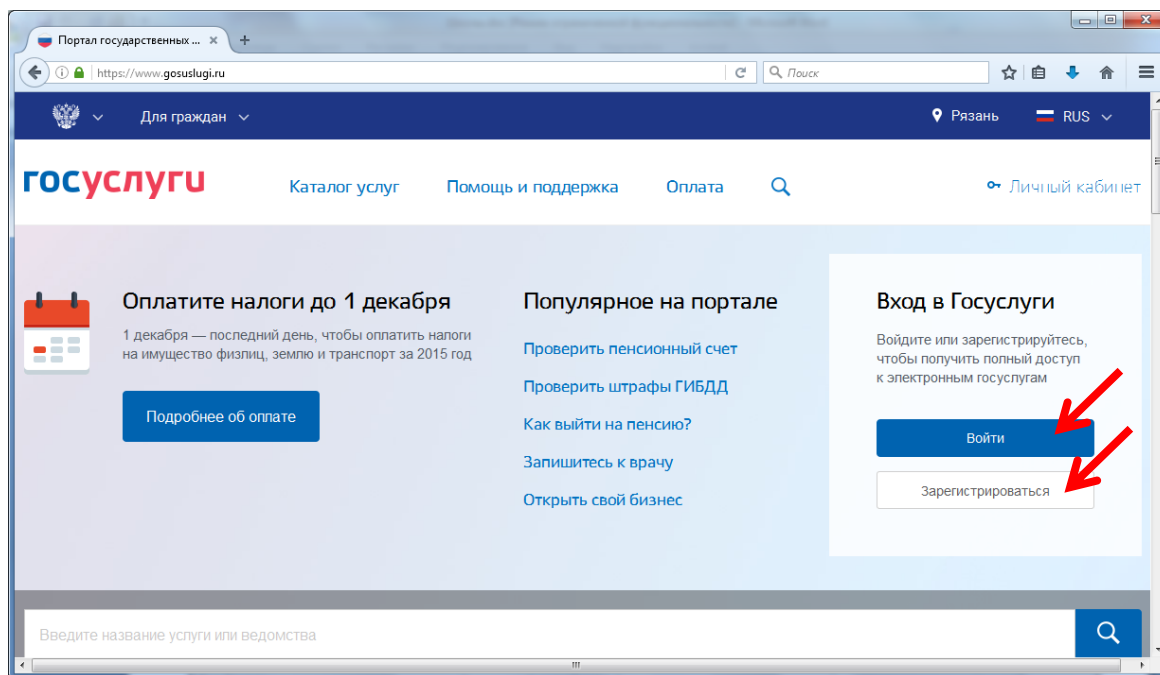 Портал государственных ...
https://www.gosuslugi.ru
Поиск
Для граждан
Рязань
RUS
госуслуги
Каталог услуг
Помощь и поддержка
Оплата
Личный кабинет
Оплатите налоги до 1 декабря
1 декабря — последний день, чтобы оплатить налоги
на имущество физлиц, землю и транспорт за 2015 год
Подробнее об оплате
Популярное на портале
Проверить пенсионный счет
Проверить штрафы ГИБДД
Как выйти на пенсию?
Запишитесь к врачу
Открыть свой бизнес
Вход в Госуслуги
Войдите или зарегистрируйтесь,
чтобы получить полный доступ
к электронным госуслугам
Войти
Зарегистрироваться
Введите название услуги или ведомства